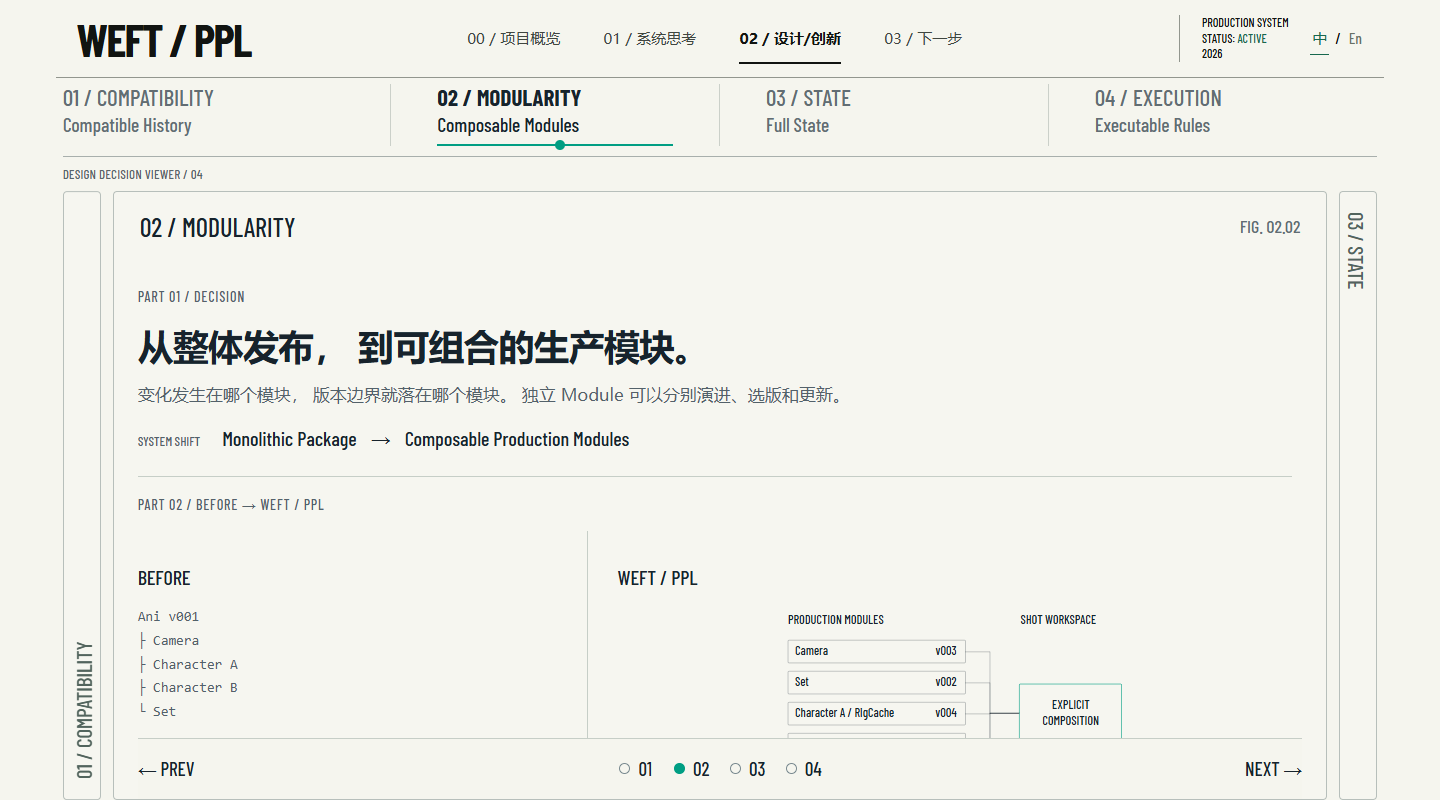 WEFT / PPL
00 / 项目概览
01 / 系统思考
02 / 设计/创新
03 / 下一步
PRODUCTION SYSTEM
STATUS: ACTIVE
2026
中 / En
01 / COMPATIBILITY
Compatible History
02 / MODULARITY
Composable Modules
03 / STATE
Full State
04 / EXECUTION
Executable Rules
DESIGN DECISION VIEWER / 04
01 / COMPATIBILITY
02 / MODULARITY
FIG. 02.02
03 / STATE
PART 01 / DECISION
从整体发布， 到可组合的生产模块。
变化发生在哪个模块， 版本边界就落在哪个模块。 独立 Module 可以分别演进、选版和更新。
SYSTEM SHIFT Monolithic Package → Composable Production Modules
PART 02 / BEFORE → WEFT / PPL
BEFORE
Ani v001
├ Camera
├ Character A
├ Character B
└ Set
WEFT / PPL
PRODUCTION MODULES
Camera v003
Set v002
Character A / RigCache v004
SHOT WORKSPACE
EXPLICIT
COMPOSITION
← PREV
01
02
03
04
NEXT →